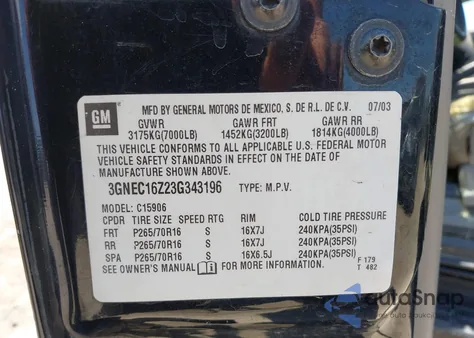 GM
MFD BY GENERAL MOTORS DE MEXICO, S. DE R.L. DE C.V. 07/03
GVWR GAWR FRT GAWR RR
3175KG(7000LB) 1452KG(3200LB) 1814KG(4000LB)
THIS VEHICLE CONFORMS TO ALL APPLICABLE U.S. FEDERAL MOTOR
VEHICLE SAFETY STANDARDS IN EFFECT ON THE DATE OF
MANUFACTURE SHOWN ABOVE.
3GNEC16Z23G343196 TYPE: M.P.V.
MODEL: C15906
CPDR TIRE SIZE SPEED RTG RIM COLD TIRE PRESSURE
FRT P265/70R16 S 16X7J 240KPA(35PSI)
RR P265/70R16 S 16X7J 240KPA(35PSI)
SPA P265/70R16 S 16X6.5J 240KPA(35PSI)
SEE OWNER'S MANUAL FOR MORE INFORMATION. F 179
T 482
autoSnap